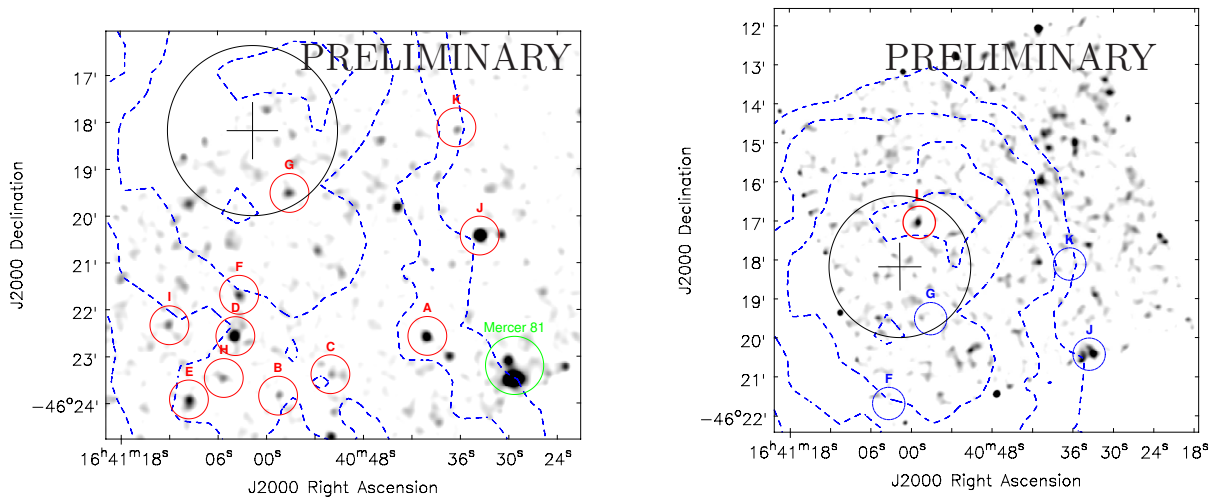 PRELIMINARY
17'
18'
19'
20'
21'
22'
23'
−46°24'
J2000 Declination
K
G
J
F
I
D
A
Mercer 81
H
C
E
B
16ʰ41ᵐ18ˢ
06ˢ
00ˢ
40ᵐ48ˢ
36ˢ
30ˢ
24ˢ
J2000 Right Ascension
PRELIMINARY
12'
13'
14'
15'
16'
17'
18'
19'
20'
21'
−46°22'
J2000 Declination
L
K
G
J
F
16ʰ41ᵐ18ˢ
06ˢ
00ˢ
40ᵐ48ˢ
36ˢ
30ˢ
24ˢ
18ˢ
J2000 Right Ascension